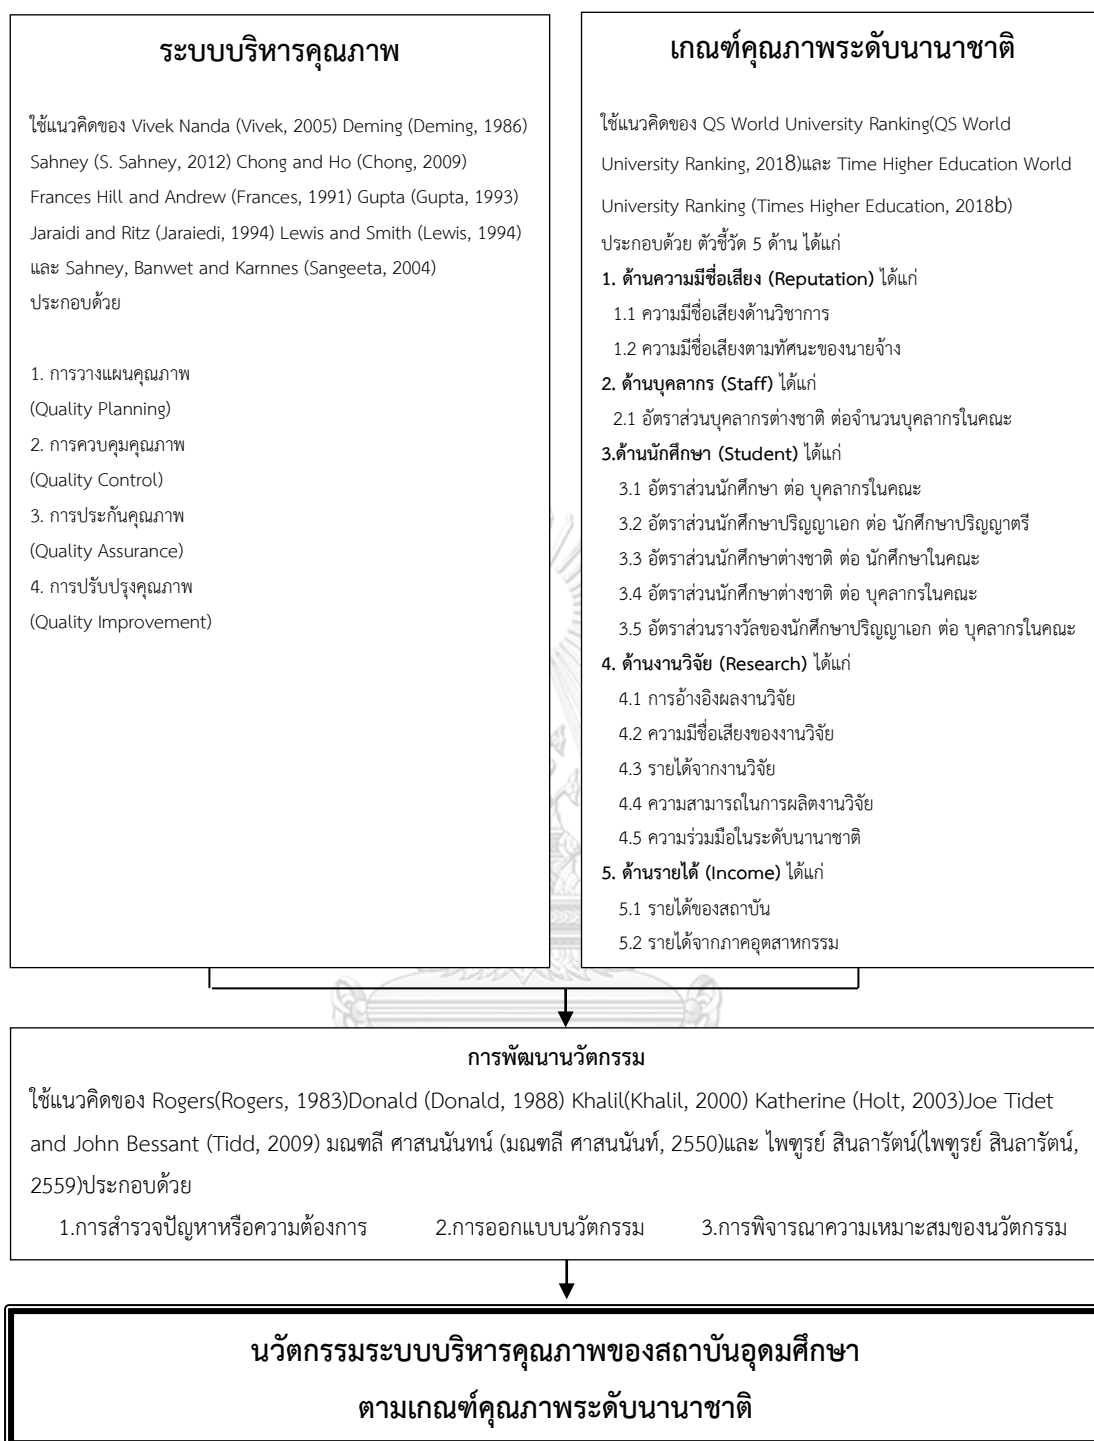 ระบบบริหารคุณภาพ
ใช้แนวคิดของ Vivek Nanda (Vivek, 2005) Deming (Deming, 1986)
Sahney (S. Sahney, 2012) Chong and Ho (Chong, 2009)
Frances Hill and Andrew (Frances, 1991) Gupta (Gupta, 1993)
Jaraidi and Ritz (Jaraiedi, 1994) Lewis and Smith (Lewis, 1994)
และ Sahney, Banwet and Karnnes (Sangeeta, 2004)
ประกอบด้วย
1. การวางแผนคุณภาพ
(Quality Planning)
2. การควบคุมคุณภาพ
(Quality Control)
3. การประกันคุณภาพ
(Quality Assurance)
4. การปรับปรุงคุณภาพ
(Quality Improvement)
เกณฑ์คุณภาพระดับนานาชาติ
ใช้แนวคิดของ QS World University Ranking(QS World
University Ranking, 2018)และ Time Higher Education World
University Ranking (Times Higher Education, 2018b)
ประกอบด้วย ตัวชี้วัด 5 ด้าน ได้แก่
1. ด้านความมีชื่อเสียง (Reputation) ได้แก่
1.1 ความมีชื่อเสียงด้านวิชาการ
1.2 ความมีชื่อเสียงตามทัศนะของนายจ้าง
2. ด้านบุคลากร (Staff) ได้แก่
2.1 อัตราส่วนบุคลากรต่างชาติ ต่อจำนวนบุคลากรในคณะ
3.ด้านนักศึกษา (Student) ได้แก่
3.1 อัตราส่วนนักศึกษา ต่อ บุคลากรในคณะ
3.2 อัตราส่วนนักศึกษาปริญญาเอก ต่อ นักศึกษาปริญญาตรี
3.3 อัตราส่วนนักศึกษาต่างชาติ ต่อ นักศึกษาในคณะ
3.4 อัตราส่วนนักศึกษาต่างชาติ ต่อ บุคลากรในคณะ
3.5 อัตราส่วนรางวัลของนักศึกษาปริญญาเอก ต่อ บุคลากรในคณะ
4. ด้านงานวิจัย (Research) ได้แก่
4.1 การอ้างอิงผลงานวิจัย
4.2 ความมีชื่อเสียงของงานวิจัย
4.3 รายได้จากงานวิจัย
4.4 ความสามารถในการผลิตงานวิจัย
4.5 ความร่วมมือในระดับนานาชาติ
5. ด้านรายได้ (Income) ได้แก่
5.1 รายได้ของสถาบัน
5.2 รายได้จากภาคอุตสาหกรรม
การพัฒนานวัตกรรม
ใช้แนวคิดของ Rogers(Rogers, 1983)Donald (Donald, 1988) Khalil(Khalil, 2000) Katherine (Holt, 2003)Joe Tidet
and John Bessant (Tidd, 2009) มณฑลี ศาสนนันทน์ (มณฑลี ศาสนนันท์, 2550)และ ไพฑูรย์ สินลารัตน์(ไพฑูรย์ สินลารัตน์,
2559)ประกอบด้วย
1.การสำรวจปัญหาหรือความต้องการ 2.การออกแบบนวัตกรรม 3.การพิจารณาความเหมาะสมของนวัตกรรม
นวัตกรรมระบบบริหารคุณภาพของสถาบันอุดมศึกษา
ตามเกณฑ์คุณภาพระดับนานาชาติ